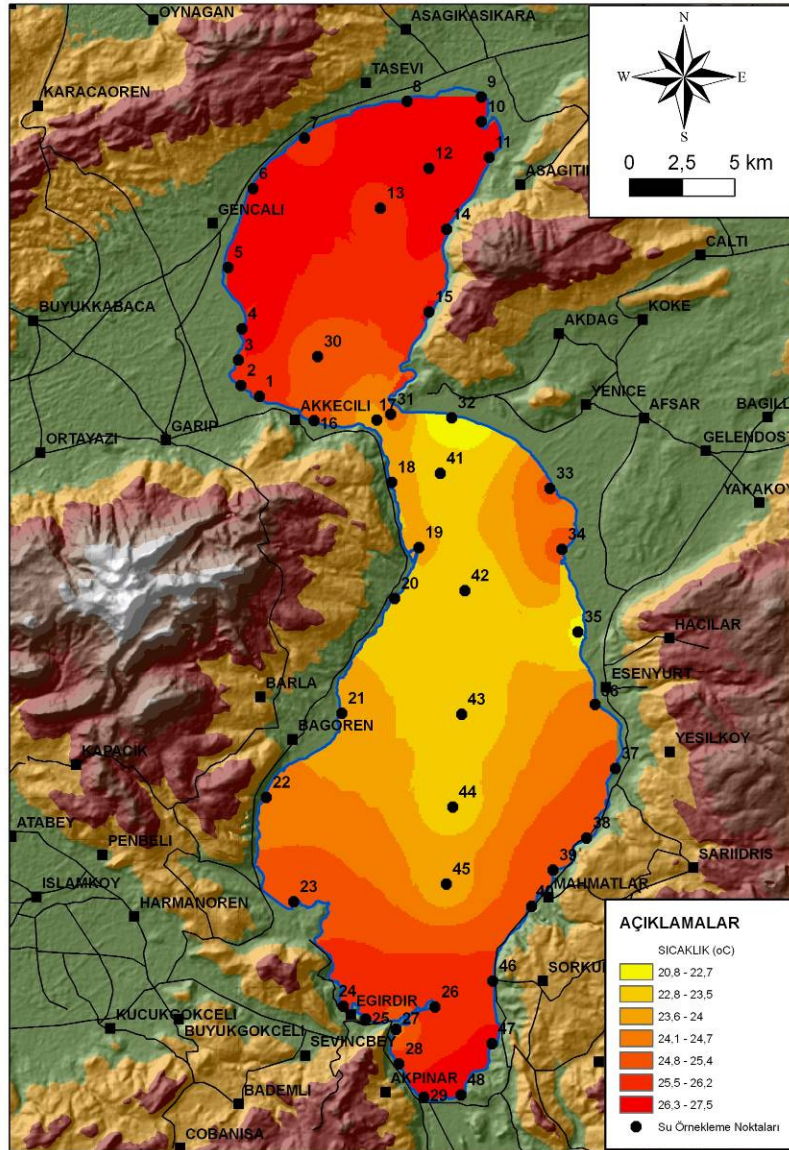 OYNAGAN
ASAGIKASIKARA
N
W
E
S
0 2,5 5 km
TASEVI
KARACAOREN
8
9
10
7
11
12
6
13
GENCALI
14
CALTI
5
15
KOKE
BUYUKKABACA
4
AKDAG
3
30
2
1
AKKECILI
17
31
32
YENICE
AFSAR
16
GARIP
ORTAYAZI
GELENDOST
41
18
33
YAKAKOY
19
34
42
20
35
HACILAR
ESENYURT
36
BARLA
21
43
BAGOREN
YESILKOY
KAPACIK
37
22
44
38
ATABEY
PENBELI
SARIIDRIS
39
45
ISLAMKOY
23
MAHMATLAR
40
HARMANOREN
46
24
EGIRDIR
26
25
27
KUCUKGOKCELI
BUYUKGOKCELI
SEVINCBEY
47
28
AKPINAR
48
BADEMLI
29
COBANISA
AÇIKLAMALAR
SICAKLIK (oC)
20,8 - 22,7
22,8 - 23,5
23,6 - 24
24,1 - 24,7
24,8 - 25,4
25,5 - 26,2
26,3 - 27,5
Su Örnekleme Noktaları